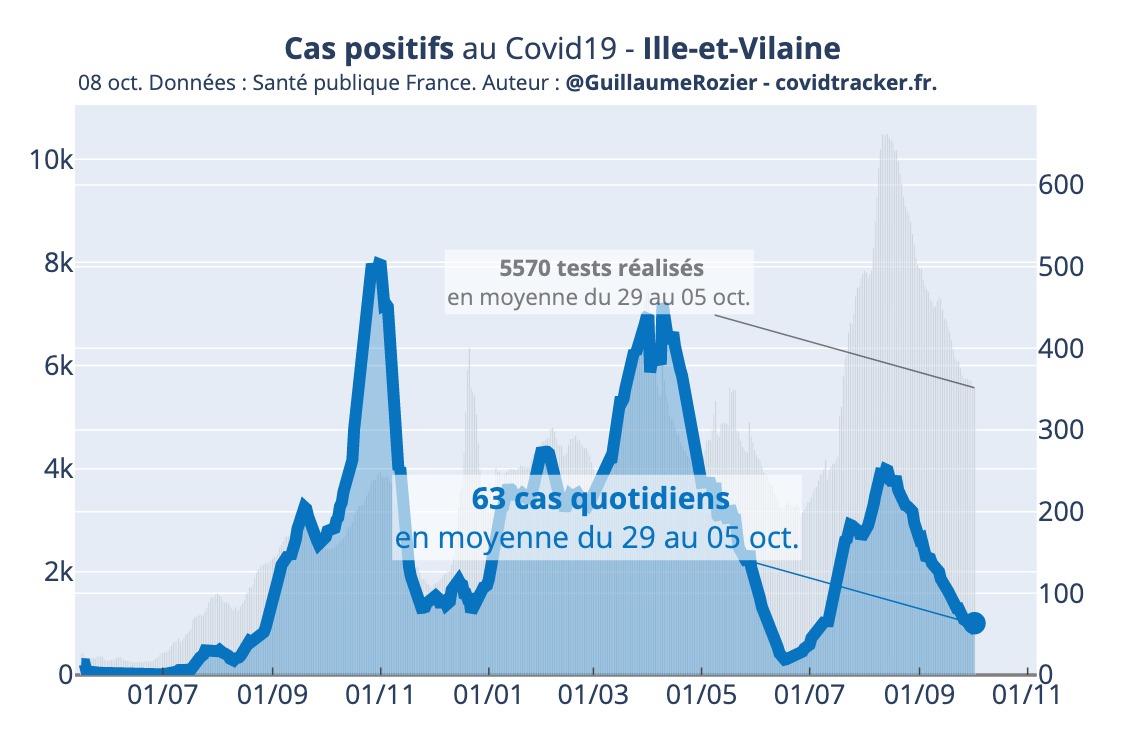 Cas positifs au Covid19 - Ille-et-Vilaine
08 oct. Données : Santé publique France. Auteur : @GuillaumeRozier - covidtracker.fr.
10k
8k
6k
4k
2k
0
600
500
400
300
200
100
0
5570 tests réalisés
en moyenne du 29 au 05 oct.
63 cas quotidiens
en moyenne du 29 au 05 oct.
01/07 01/09 01/11 01/01 01/03 01/05 01/07 01/09 01/11